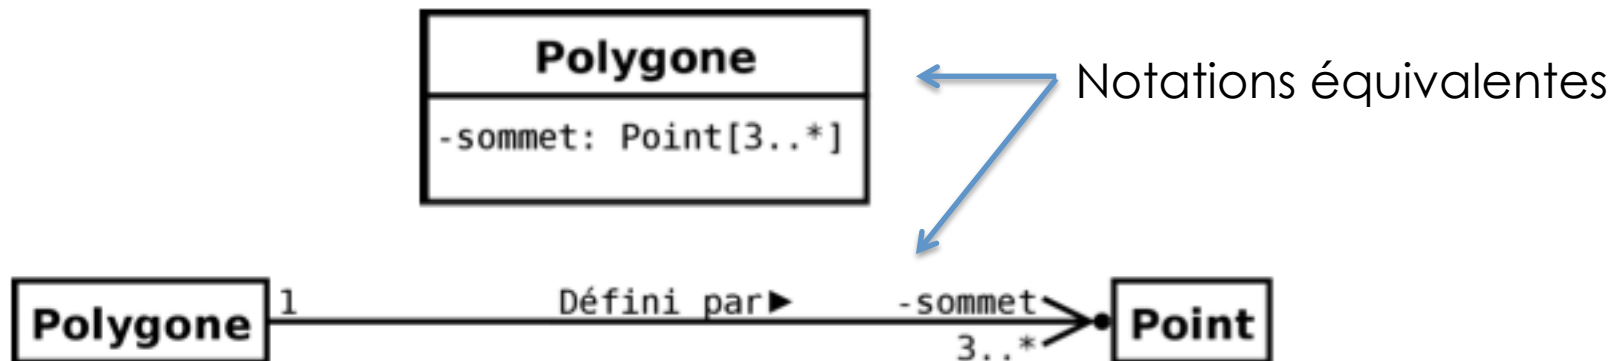 Polygone
Notations équivalentes
-sommet: Point[3..*]
Polygone
1
Défini par►
-sommet
3..*
Point